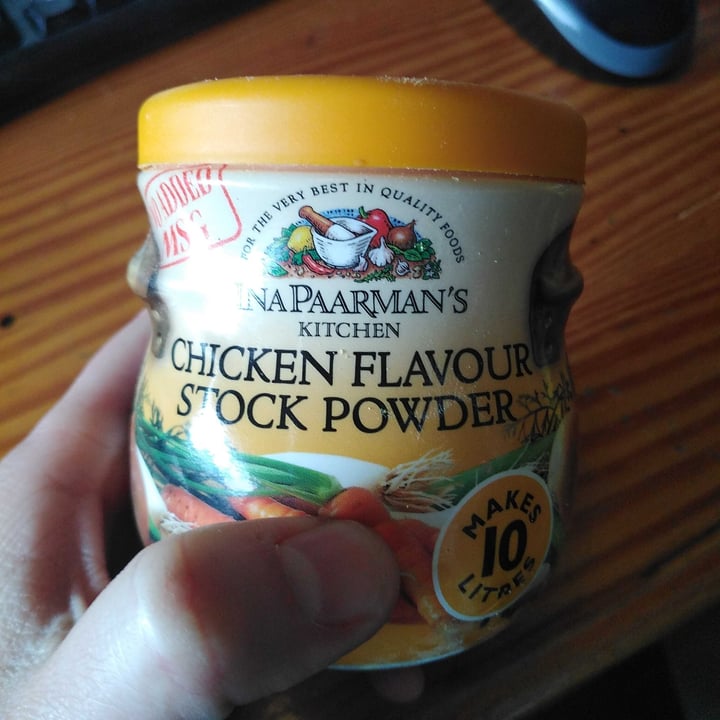 ADDED
MSG
FOR THE VERY BEST IN QUALITY FOODS
INA PAARMAN'S
KITCHEN
CHICKEN FLAVOUR
STOCK POWDER
MAKES
10
LITRES